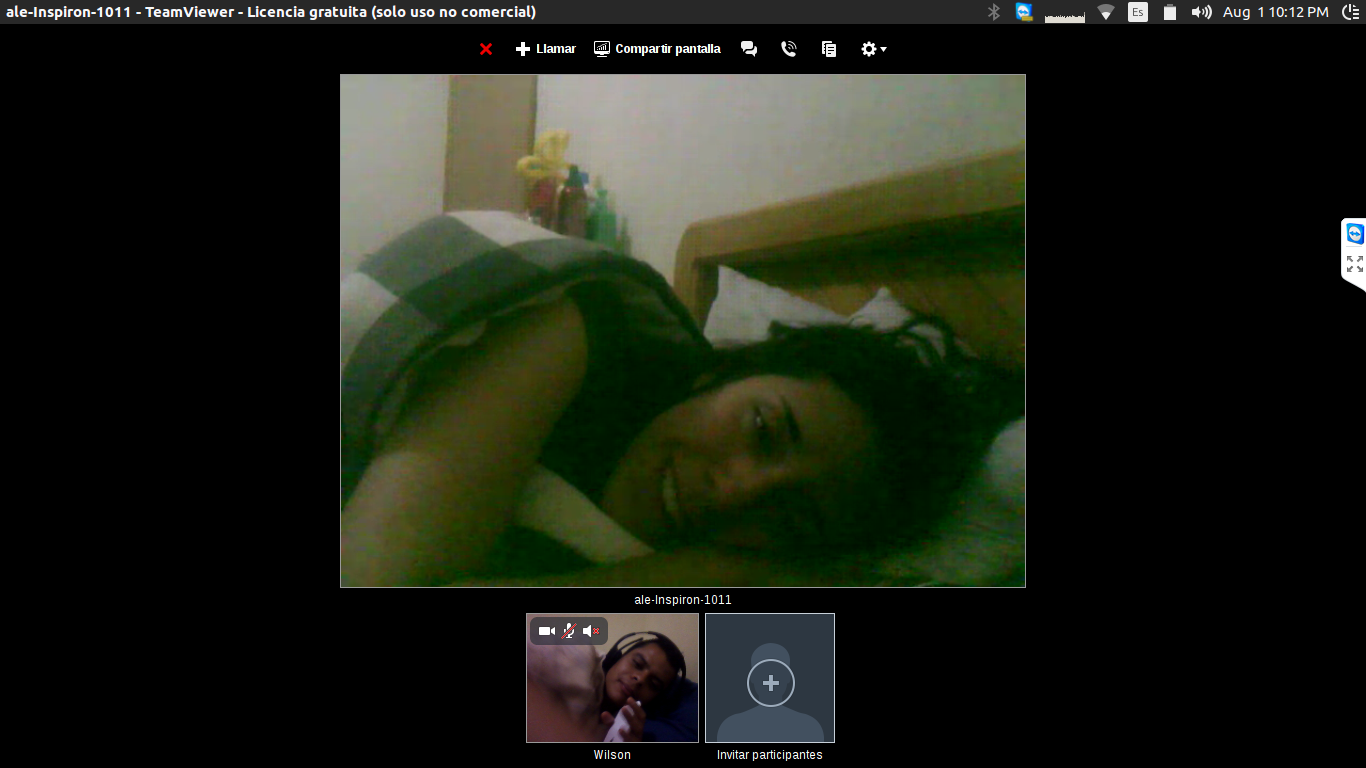 ale-Inspiron-1011 - TeamViewer - Licencia gratuita (solo uso no comercial)
Es
Aug 1 10:12 PM
Llamar
Compartir pantalla
ale-Inspiron-1011
Wilson
Invitar participantes